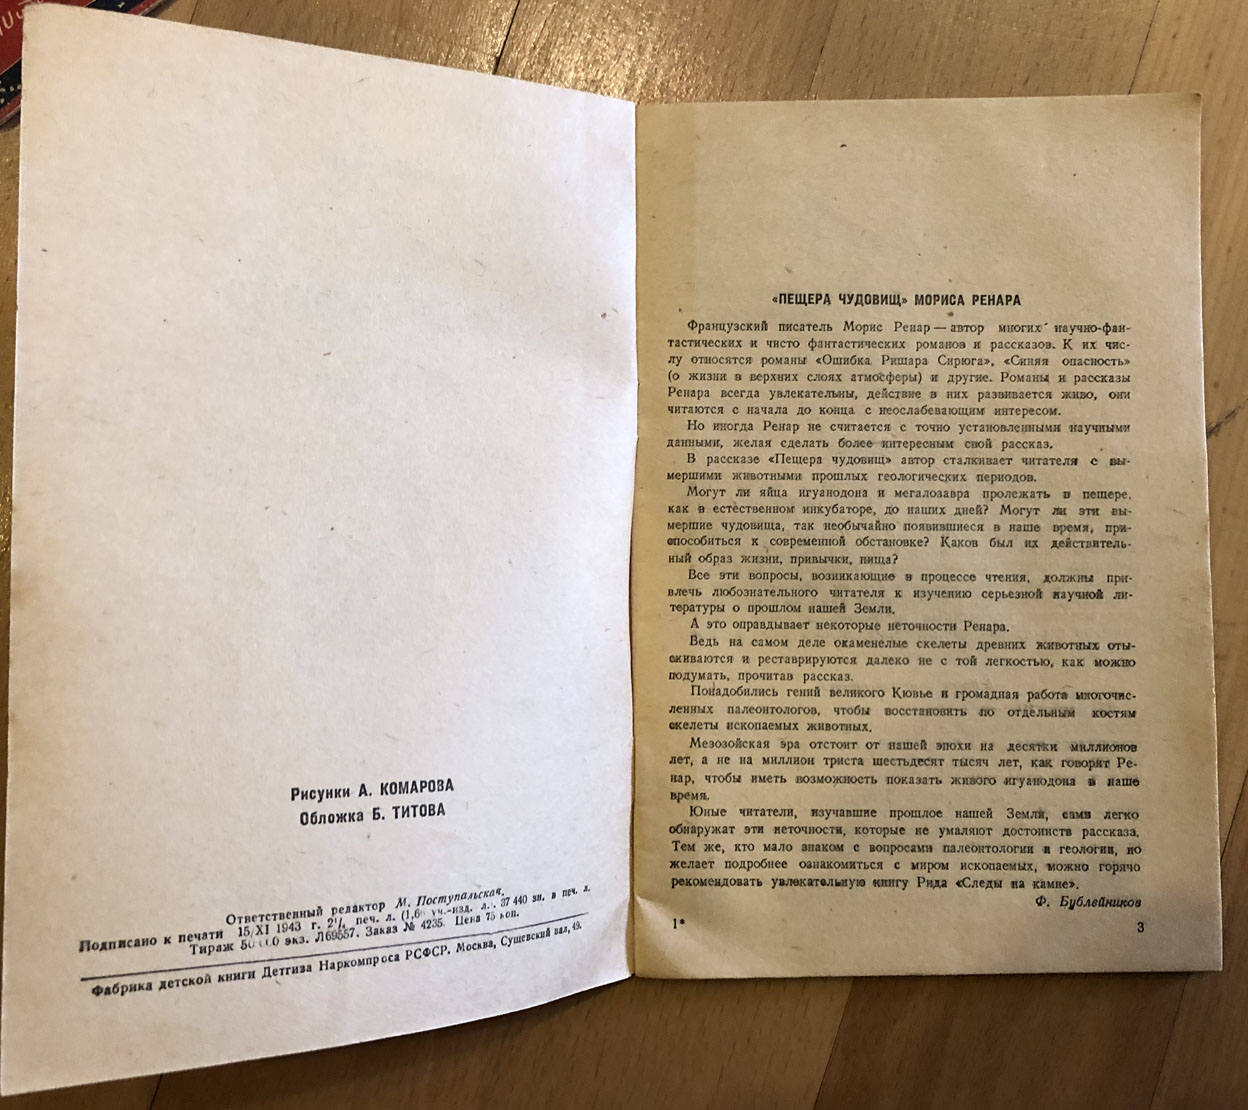 Рисунки А. КОМАРОВА
Обложка Б. ТИТОВА
Ответственный редактор М. Поступальская.
Подписано к печати 15/XI 1943 г. 2¼ печ. л. (1,6 уч.-изд. л.). 37 440 зн. в печ. л.
Тираж экз. Л69557. Заказ № 4235. Цена 75 коп.
Фабрика детской книги Детгиза Наркомпроса РСФСР. Москва, Сущевский вал, 49.
«ПЕЩЕРА ЧУДОВИЩ» МОРИСА РЕНАРА
Французский писатель Морис Ренар — автор многих научно-фан-
тастических и чисто фантастических романов и рассказов. К их чис-
лу относятся романы «Ошибка Ришара Сирюга», «Синяя опасность»
(о жизни в верхних слоях атмосферы) и другие. Романы и рассказы
Ренара всегда увлекательны, действие в них развивается живо, они
читаются с начала до конца с неослабевающим интересом.
Но иногда Ренар не считается с точно установленными научными
данными, желая сделать более интересным свой рассказ.
В рассказе «Пещера чудовищ» автор сталкивает читателя с вы-
мершими животными прошлых геологических периодов.
Могут ли яйца игуанодона и мегалозавра пролежать в пещере,
как в естественном инкубаторе, до наших дней? Могут ли эти вы-
мершие чудовища, так необычайно появившиеся в наше время, при-
способиться к современной обстановке? Каков был их действитель-
ный образ жизни, привычки, пища?
Все эти вопросы, возникающие в процессе чтения, должны при-
влечь любознательного читателя к изучению серьезной научной ли-
тературы о прошлом нашей Земли.
А это оправдывает некоторые неточности Ренара.
Ведь на самом деле окаменелые скелеты древних животных оты-
скиваются и реставрируются далеко не с той легкостью, как можно
подумать, прочитав рассказ.
Понадобились гений великого Кювье и громадная работа многочис-
ленных палеонтологов, чтобы восстановить по отдельным костям
скелеты ископаемых животных.
Мезозойская эра отстоит от нашей эпохи на десятки миллионов
лет, а не на миллион триста шестьдесят тысяч лет, как говорит Ре-
нар, чтобы иметь возможность показать живого игуанодона в наше
время.
Юные читатели, изучавшие прошлое нашей Земли, сами легко
обнаружат эти неточности, которые не умаляют достоинств рассказа.
Тем же, кто мало знаком с вопросами палеонтологии и геологии, но
желает подробнее ознакомиться с миром ископаемых, можно горячо
рекомендовать увлекательную книгу Рида «Следы на камне».
Ф. Бублейников
1*
3